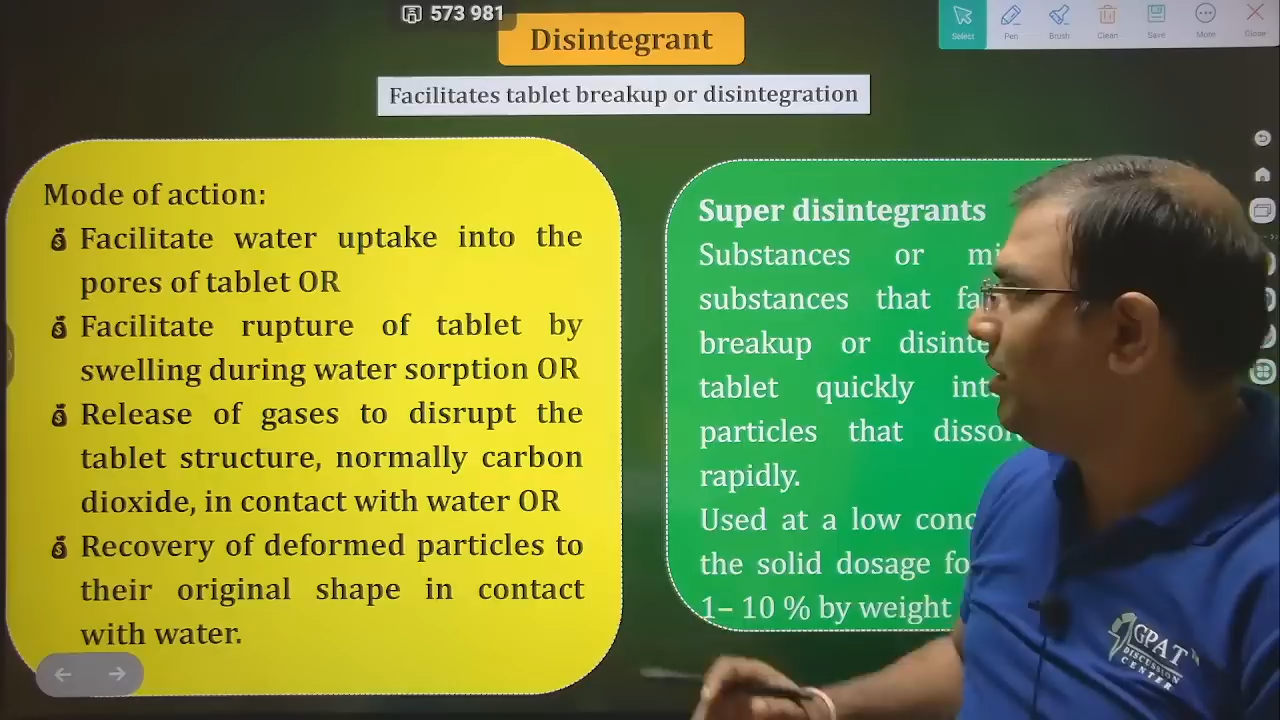 573 981
Disintegrant
Select
Pen
Brush
Clean
Save
More
Close
Facilitates tablet breakup or disintegration
Mode of action:
Facilitate water uptake into the
pores of tablet OR
Facilitate rupture of tablet by
swelling during water sorption OR
Release of gases to disrupt the
tablet structure, normally carbon
dioxide, in contact with water OR
Recovery of deformed particles to
their original shape in contact
with water.
Super disintegrants
Substances or
substances that
breakup or
tablet quickly
particles that
rapidly.
Used at a low
the solid dosage
1– 10 % by weight
GPAT
DISCUSSION
CENTER